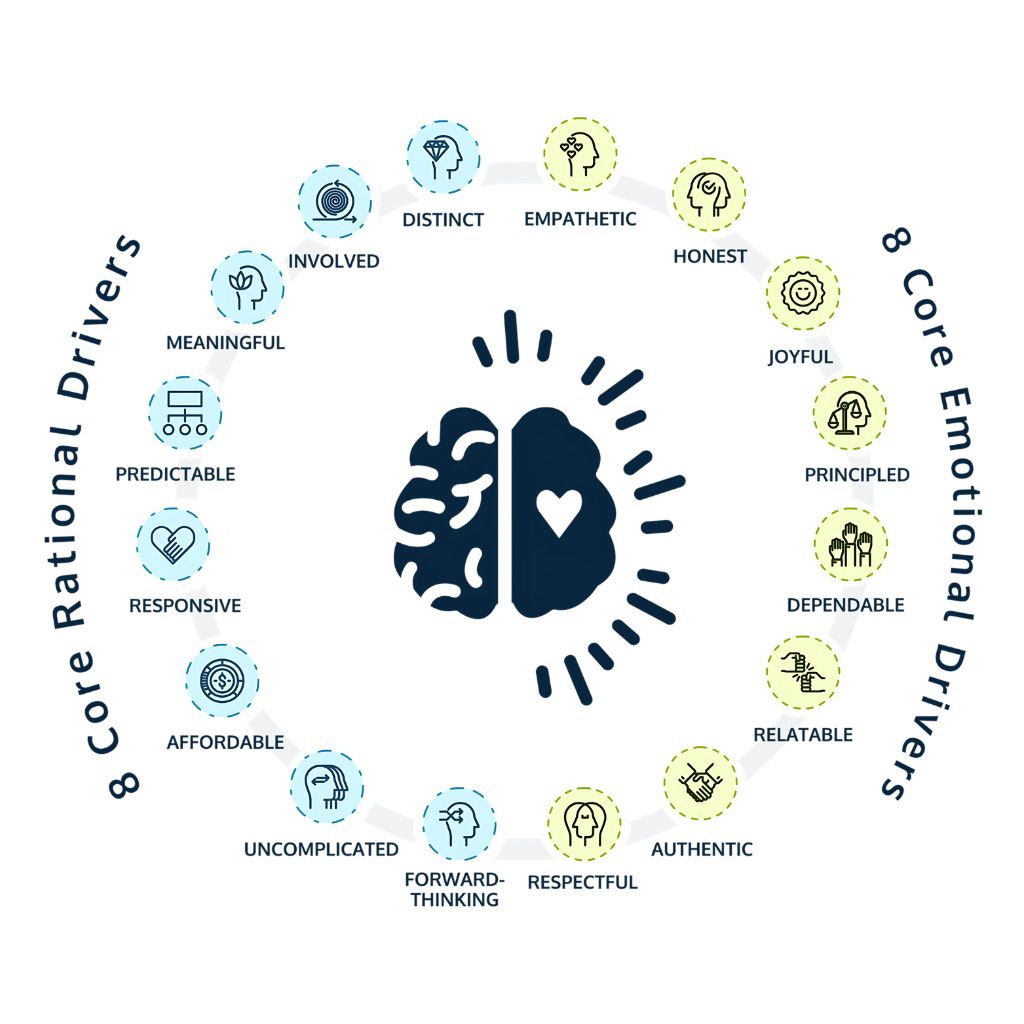 8 Core Rational Drivers
DISTINCT
INVOLVED
MEANINGFUL
PREDICTABLE
RESPONSIVE
AFFORDABLE
UNCOMPLICATED
FORWARD-
THINKING
8 Core Emotional Drivers
EMPATHETIC
HONEST
JOYFUL
PRINCIPLED
DEPENDABLE
RELATABLE
AUTHENTIC
RESPECTFUL
$